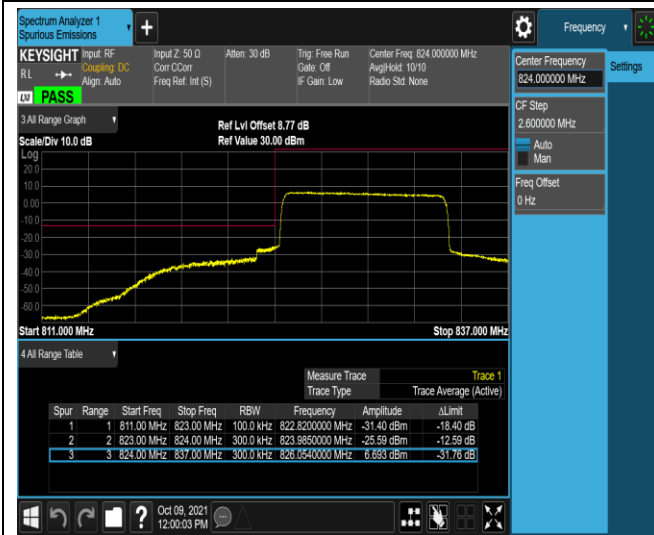 Spectrum Analyzer 1
Spurious Emissions
Frequency
KEYSIGHT Input: RF
Coupling: DC
Align: Auto
Input Z: 50 Ω
Corr CCorr
Freq Ref: Int (S)
Atten: 30 dB
Trig: Free Run
Gate: Off
IF Gain: Low
Center Freq: 824.000000 MHz
Avg|Hold: 10/10
Radio Std: None
RL
LNI PASS
Center Frequency
824.000000 MHz
Settings
CF Step
2.600000 MHz
Auto
Man
Freq Offset
0 Hz
3 All Range Graph
Scale/Div 10.0 dB
Ref Lvl Offset 8.77 dB
Ref Value 30.00 dBm
Log
20.0
10.0
0.00
-10.0
-20.0
-30.0
-40.0
-50.0
-60.0
Start 811.000 MHz
Stop 837.000 MHz
4 All Range Table
Measure Trace Trace 1
Trace Type Trace Average (Active)
Spur Range Start Freq Stop Freq RBW Frequency Amplitude ΔLimit
1 1 811.00 MHz 823.00 MHz 100.0 kHz 822.8200000 MHz -31.40 dBm -18.40 dB
2 2 823.00 MHz 824.00 MHz 300.0 kHz 823.9850000 MHz -25.59 dBm -12.59 dB
3 3 824.00 MHz 837.00 MHz 300.0 kHz 826.0540000 MHz 6.693 dBm -31.76 dB
Oct 09, 2021
12:00:03 PM